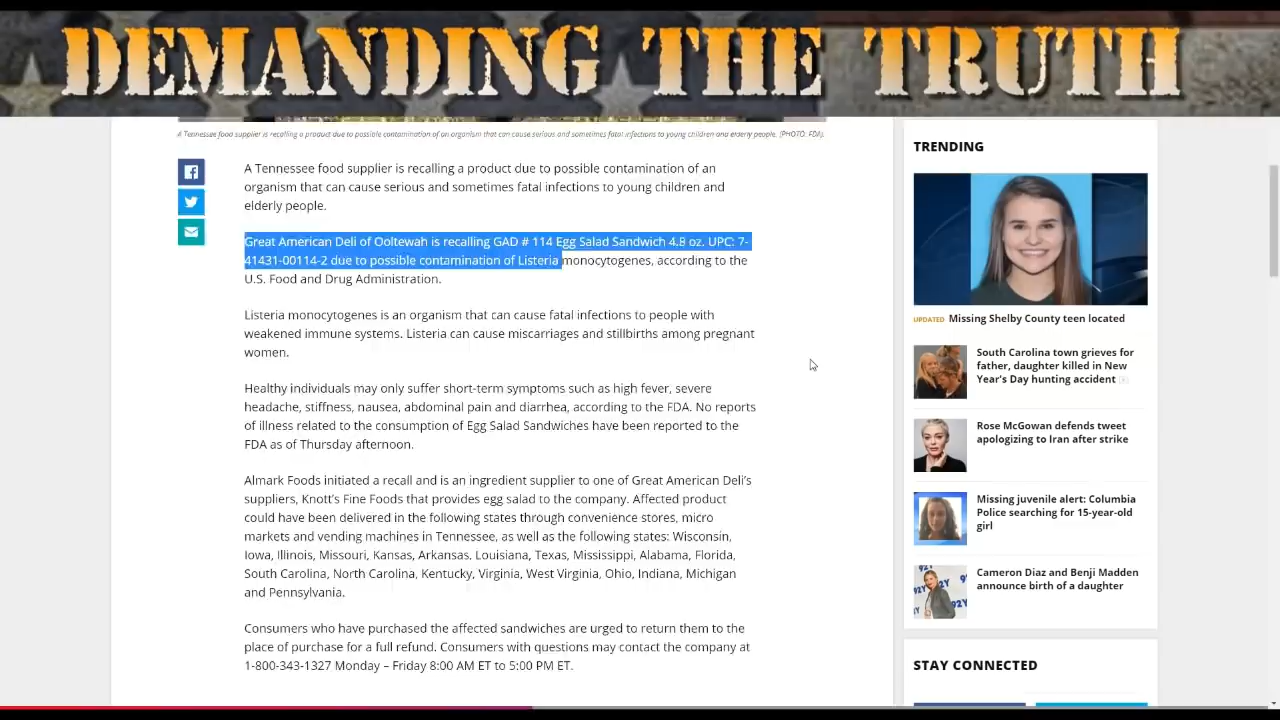 DEMANDING THE TRUTH
A Tennessee food supplier is recalling a product due to possible contamination of an organism that can cause serious and sometimes fatal infections to young children and elderly people. (PHOTO: FDA).
A Tennessee food supplier is recalling a product due to possible contamination of an
organism that can cause serious and sometimes fatal infections to young children and
elderly people.
Great American Deli of Ooltewah is recalling GAD # 114 Egg Salad Sandwich 4.8 oz. UPC: 7-
41431-00114-2 due to possible contamination of Listeria monocytogenes, according to the
U.S. Food and Drug Administration.
Listeria monocytogenes is an organism that can cause fatal infections to people with
weakened immune systems. Listeria can cause miscarriages and stillbirths among pregnant
women.
Healthy individuals may only suffer short-term symptoms such as high fever, severe
headache, stiffness, nausea, abdominal pain and diarrhea, according to the FDA. No reports
of illness related to the consumption of Egg Salad Sandwiches have been reported to the
FDA as of Thursday afternoon.
Almark Foods initiated a recall and is an ingredient supplier to one of Great American Deli's
suppliers, Knott's Fine Foods that provides egg salad to the company. Affected product
could have been delivered in the following states through convenience stores, micro
markets and vending machines in Tennessee, as well as the following states: Wisconsin,
Iowa, Illinois, Missouri, Kansas, Arkansas. Louisiana, Texas, Mississippi, Alabama, Florida,
South Carolina, North Carolina, Kentucky, Virginia, West Virginia, Ohio, Indiana, Michigan
and Pennsylvania.
Consumers who have purchased the affected sandwiches are urged to return them to the
place of purchase for a full refund. Consumers with questions may contact the company at
1-800-343-1327 Monday – Friday 8:00 AM ET to 5:00 PM ET.
TRENDING
UPDATED Missing Shelby County teen located
South Carolina town grieves for
father, daughter killed in New
Year's Day hunting accident
Rose McGowan defends tweet
apologizing to Iran after strike
Missing juvenile alert: Columbia
Police searching for 15-year-old
girl
92Y
92Y
92Y
Cameron Diaz and Benji Madden
announce birth of a daughter
STAY CONNECTED